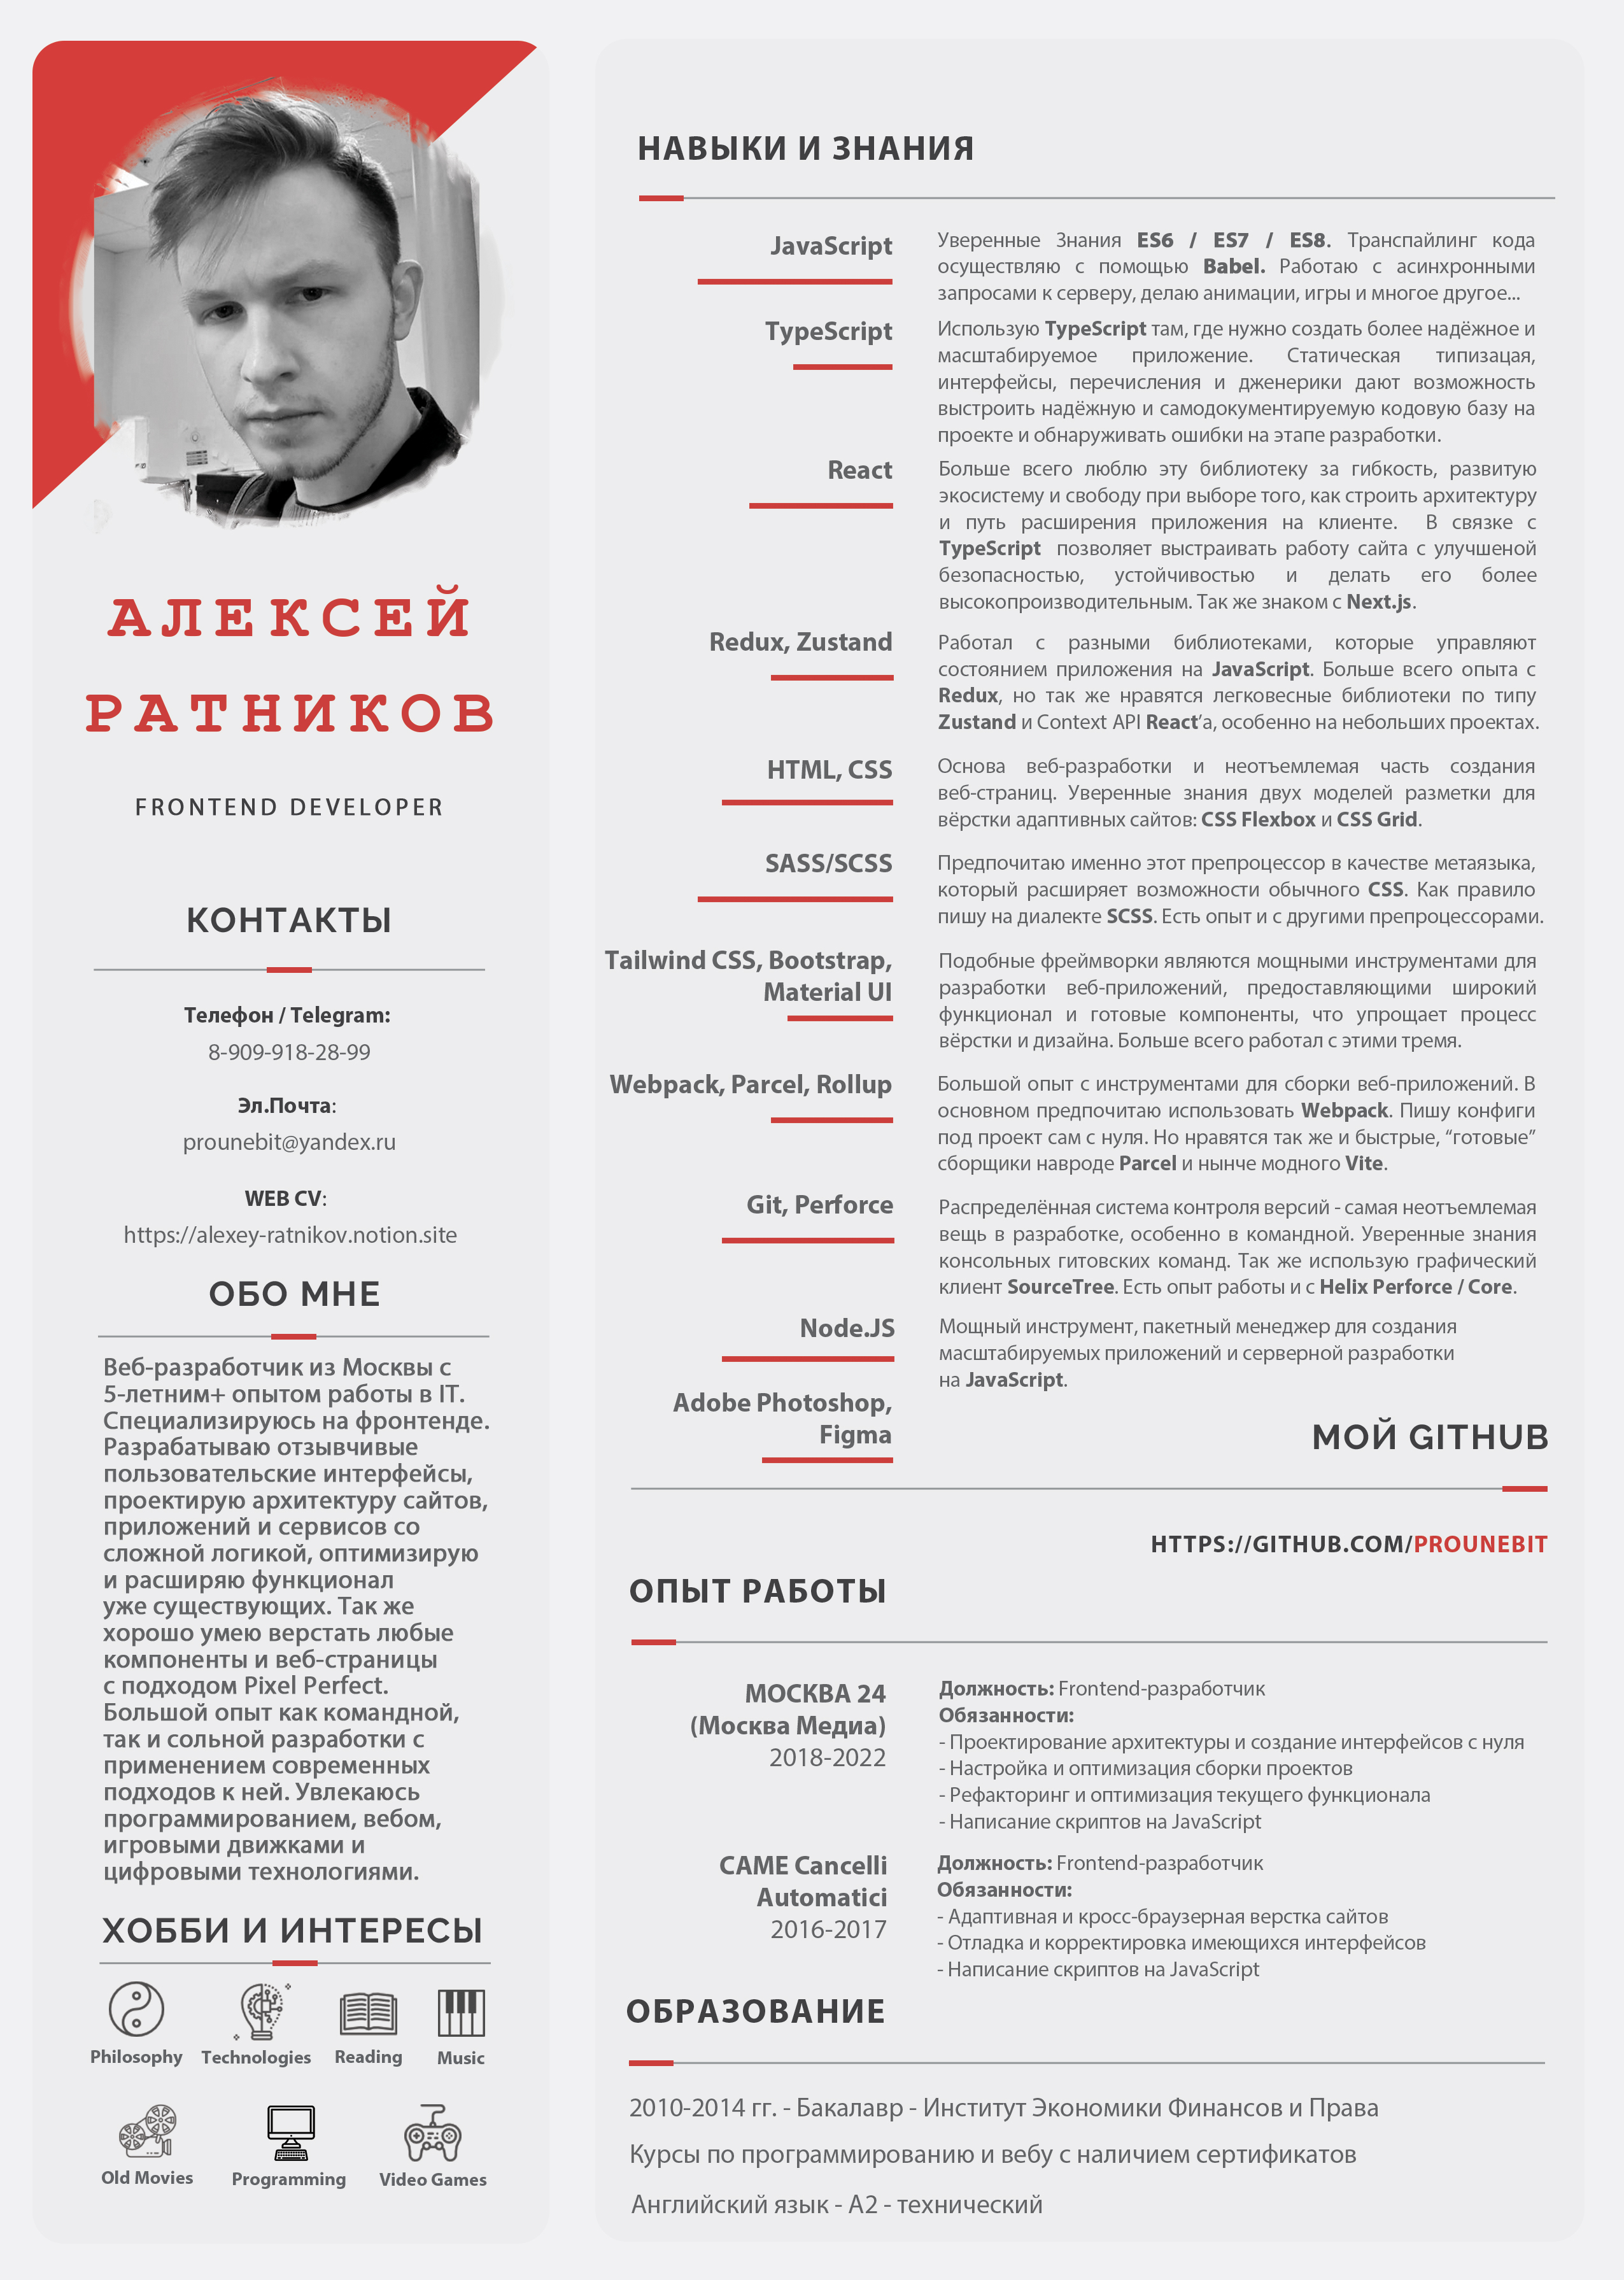 АЛЕКСЕЙ
РАТНИКОВ
FRONTEND DEVELOPER
КОНТАКТЫ
Телефон / Telegram:
8-909-918-28-99
Эл.Почта:
prounebit@yandex.ru
WEB CV:
https://alexey-ratnikov.notion.site
ОБО МНЕ
Веб-разработчик из Москвы с
5-летним+ опытом работы в IT.
Специализируюсь на фронтенде.
Разрабатываю отзывчивые
пользовательские интерфейсы,
проектирую архитектуру сайтов,
приложений и сервисов со
сложной логикой, оптимизирую
и расширяю функционал
уже существующих. Так же
хорошо умею верстать любые
компоненты и веб-страницы
с подходом Pixel Perfect.
Большой опыт как командной,
так и сольной разработки с
применением современных
подходов к ней. Увлекаюсь
программированием, вебом,
игровыми движками и
цифровыми технологиями.
ХОББИ И ИНТЕРЕСЫ
Philosophy Technologies Reading Music
Old Movies Programming Video Games
НАВЫКИ И ЗНАНИЯ
JavaScript
Уверенные Знания ES6 / ES7 / ES8. Транспайлинг кода
осуществляю с помощью Babel. Работаю с асинхронными
запросами к серверу, делаю анимации, игры и многое другое...
TypeScript
Использую TypeScript там, где нужно создать более надёжное и
масштабируемое приложение. Статическая типизацая,
интерфейсы, перечисления и дженерики дают возможность
выстроить надёжную и самодокументируемую кодовую базу на
проекте и обнаруживать ошибки на этапе разработки.
React
Больше всего люблю эту библиотеку за гибкость, развитую
экосистему и свободу при выборе того, как строить архитектуру
и путь расширения приложения на клиенте. В связке с
TypeScript позволяет выстраивать работу сайта с улучшеной
безопасностью, устойчивостью и делать его более
высокопроизводительным. Так же знаком с Next.js.
Redux, Zustand
Работал с разными библиотеками, которые управляют
состоянием приложения на JavaScript. Больше всего опыта с
Redux, но так же нравятся легковесные библиотеки по типу
Zustand и Context API React’a, особенно на небольших проектах.
HTML, CSS
Основа веб-разработки и неотъемлемая часть создания
веб-страниц. Уверенные знания двух моделей разметки для
вёрстки адаптивных сайтов: CSS Flexbox и CSS Grid.
SASS/SCSS
Предпочитаю именно этот препроцессор в качестве метаязыка,
который расширяет возможности обычного CSS. Как правило
пишу на диалекте SCSS. Есть опыт и с другими препроцессорами.
Tailwind CSS, Bootstrap,
Material UI
Подобные фреймворки являются мощными инструментами для
разработки веб-приложений, предоставляющими широкий
функционал и готовые компоненты, что упрощает процесс
вёрстки и дизайна. Больше всего работал с этими тремя.
Webpack, Parcel, Rollup
Большой опыт с инструментами для сборки веб-приложений. В
основном предпочитаю использовать Webpack. Пишу конфиги
под проект сам с нуля. Но нравятся так же и быстрые, “готовые”
сборщики навроде Parcel и нынче модного Vite.
Git, Perforce
Распределённая система контроля версий - самая неотъемлемая
вещь в разработке, особенно в командной. Уверенные знания
консольных гитовских команд. Так же использую графический
клиент SourceTree. Есть опыт работы и с Helix Perforce / Core.
Node.JS
Мощный инструмент, пакетный менеджер для создания
масштабируемых приложений и серверной разработки
на JavaScript.
Adobe Photoshop,
Figma
МОЙ GITHUB
HTTPS://GITHUB.COM/PROUNEBIT
ОПЫТ РАБОТЫ
МОСКВА 24
(Москва Медиа)
2018-2022
Должность: Frontend-разработчик
Обязанности:
- Проектирование архитектуры и создание интерфейсов с нуля
- Настройка и оптимизация сборки проектов
- Рефакторинг и оптимизация текущего функционала
- Написание скриптов на JavaScript
CAME Cancelli
Automatici
2016-2017
Должность: Frontend-разработчик
Обязанности:
- Адаптивная и кросс-браузерная верстка сайтов
- Отладка и корректировка имеющихся интерфейсов
- Написание скриптов на JavaScript
ОБРАЗОВАНИЕ
2010-2014 гг. - Бакалавр - Институт Экономики Финансов и Права
Курсы по программированию и вебу с наличием сертификатов
Английский язык - А2 - технический